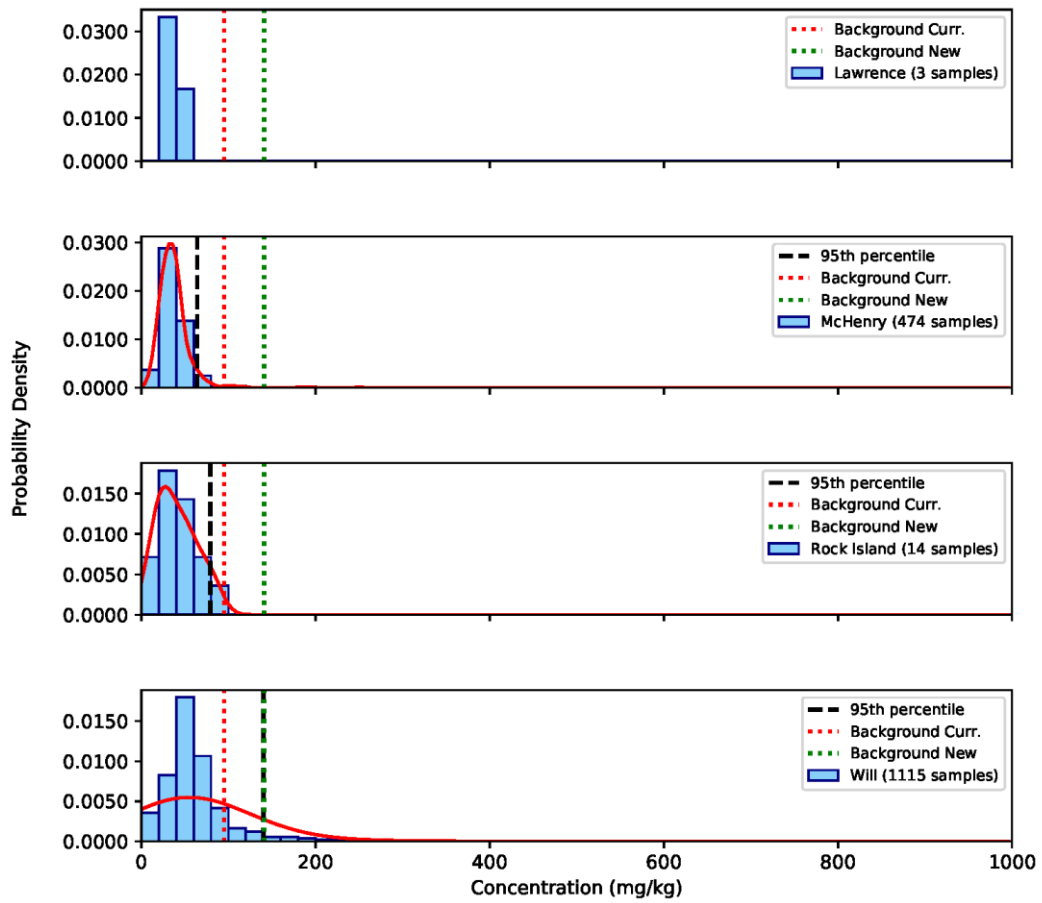 0.0300
0.0200
0.0100
0.0000
Background Curr.
Background New
Lawrence (3 samples)
0.0300
0.0200
0.0100
0.0000
95th percentile
Background Curr.
Background New
McHenry (474 samples)
Probability Density
0.0150
0.0100
0.0050
0.0000
95th percentile
Background Curr.
Background New
Rock Island (14 samples)
0.0150
0.0100
0.0050
0.0000
95th percentile
Background Curr.
Background New
Will (1115 samples)
0 200 400 600 800 1000
Concentration (mg/kg)